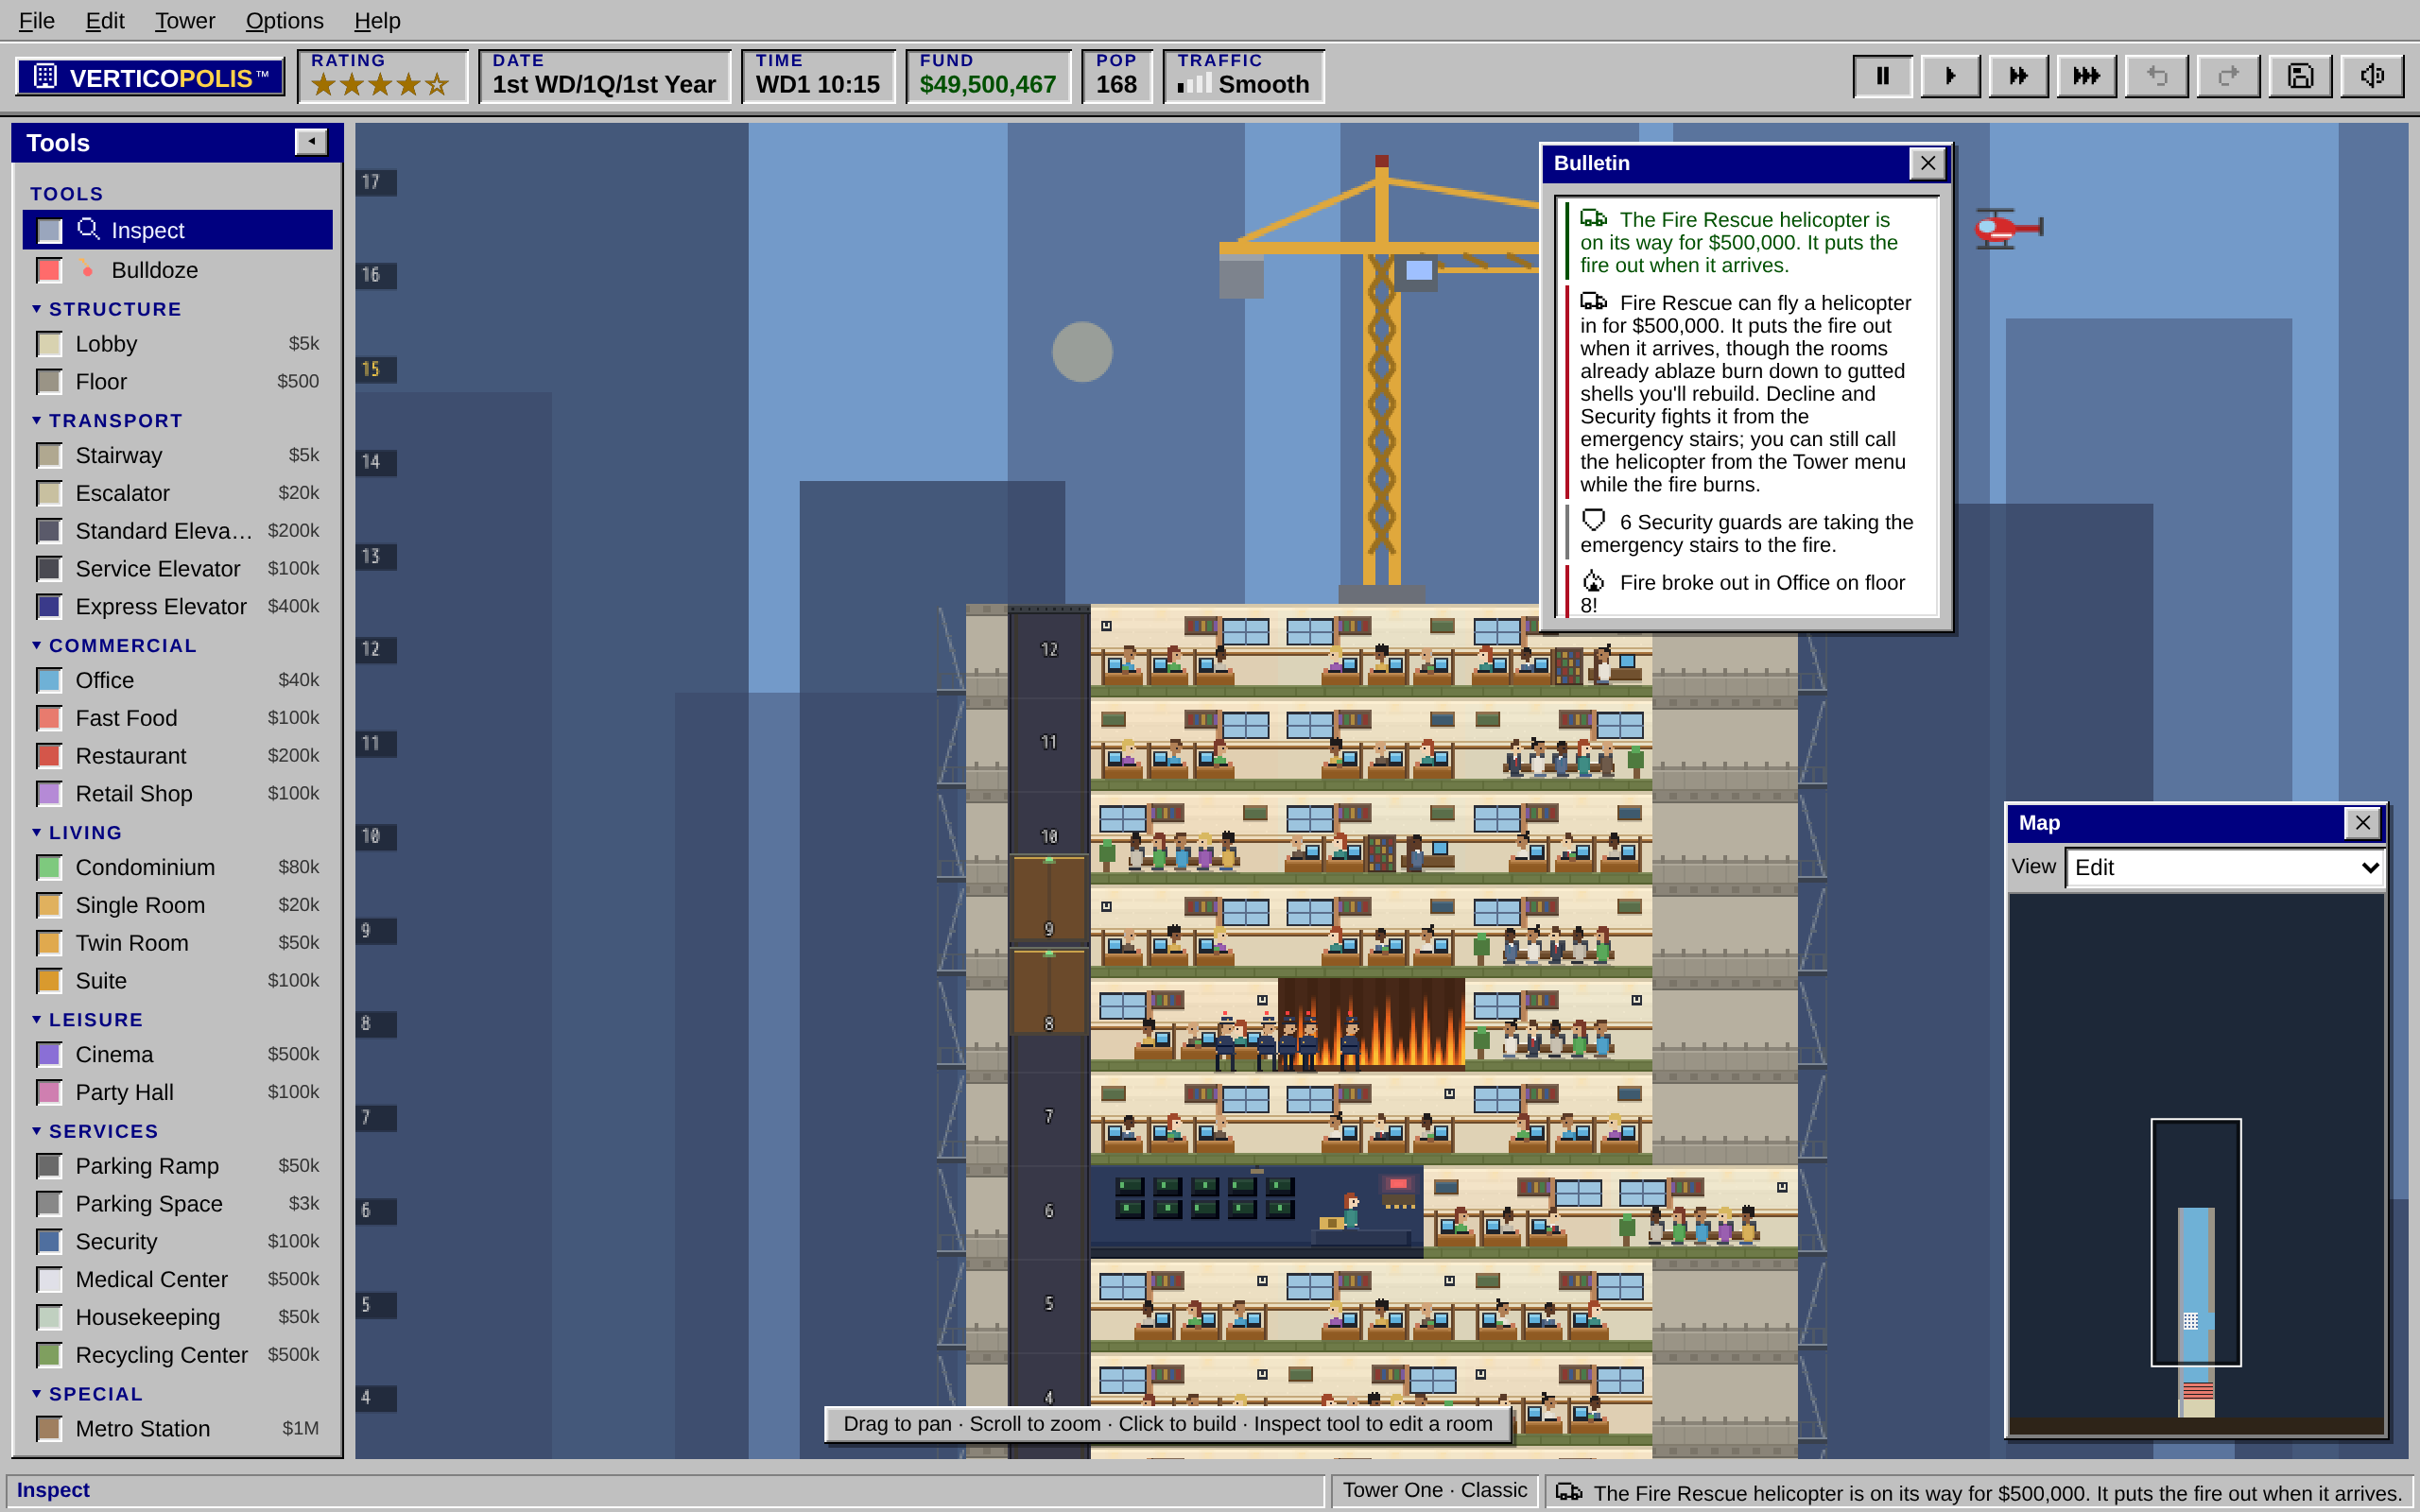 File Edit Tower Options Help
VERTICOPOLIS™
RATING
DATE
1st WD/1Q/1st Year
TIME
WD1 10:15
FUND
$49,500,467
POP
168
TRAFFIC
Smooth
Tools
TOOLS
Inspect
Bulldoze
STRUCTURE
Lobby $5k
Floor $500
TRANSPORT
Stairway $5k
Escalator $20k
Standard Eleva… $200k
Service Elevator $100k
Express Elevator $400k
COMMERCIAL
Office $40k
Fast Food $100k
Restaurant $200k
Retail Shop $100k
LIVING
Condominium $80k
Single Room $20k
Twin Room $50k
Suite $100k
LEISURE
Cinema $500k
Party Hall $100k
SERVICES
Parking Ramp $50k
Parking Space $3k
Security $100k
Medical Center $500k
Housekeeping $50k
Recycling Center $500k
SPECIAL
Metro Station $1M
17
16
15
14
13
12
11
10
9
8
7
6
5
4
12
11
10
9
8
7
6
5
4
Bulletin
The Fire Rescue helicopter is
on its way for $500,000. It puts the
fire out when it arrives.
Fire Rescue can fly a helicopter
in for $500,000. It puts the fire out
when it arrives, though the rooms
already ablaze burn down to gutted
shells you'll rebuild. Decline and
Security fights it from the
emergency stairs; you can still call
the helicopter from the Tower menu
while the fire burns.
6 Security guards are taking the
emergency stairs to the fire.
Fire broke out in Office on floor
8!
Map
View Edit
Drag to pan · Scroll to zoom · Click to build · Inspect tool to edit a room
Inspect
Tower One · Classic
The Fire Rescue helicopter is on its way for $500,000. It puts the fire out when it arrives.